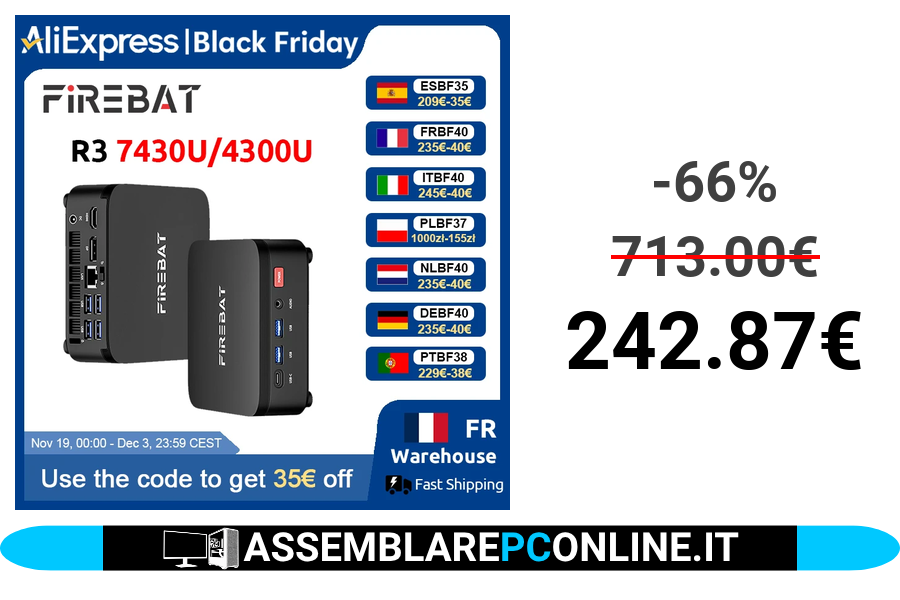 AliExpress|Black Friday
FIREBAT
R3 7430U/4300U
FIREBAT
FIREBAT
ESBF35
209€-35€
FRBF40
235€-40€
ITBF40
245€-40€
PLBF37
1000zł-155zł
NLBF40
235€-40€
DEBF40
235€-40€
PTBF38
229€-38€
Nov 19, 00:00 - Dec 3, 23:59 CEST
Use the code to get 35€ off
FR
Warehouse
Fast Shipping
-66%
713.00€
242.87€
ASSEMBLAREPCONLINE.IT